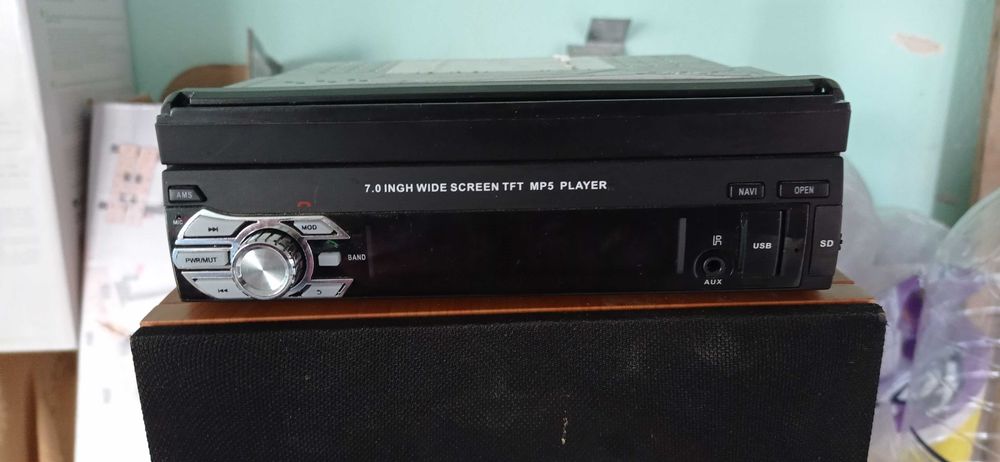 7.0 INGH WIDE SCREEN TFT MP5 PLAYER
AMS
NAVI
OPEN
MIC
MOD
PWR/MUT
BAND
USB
SD
AUX